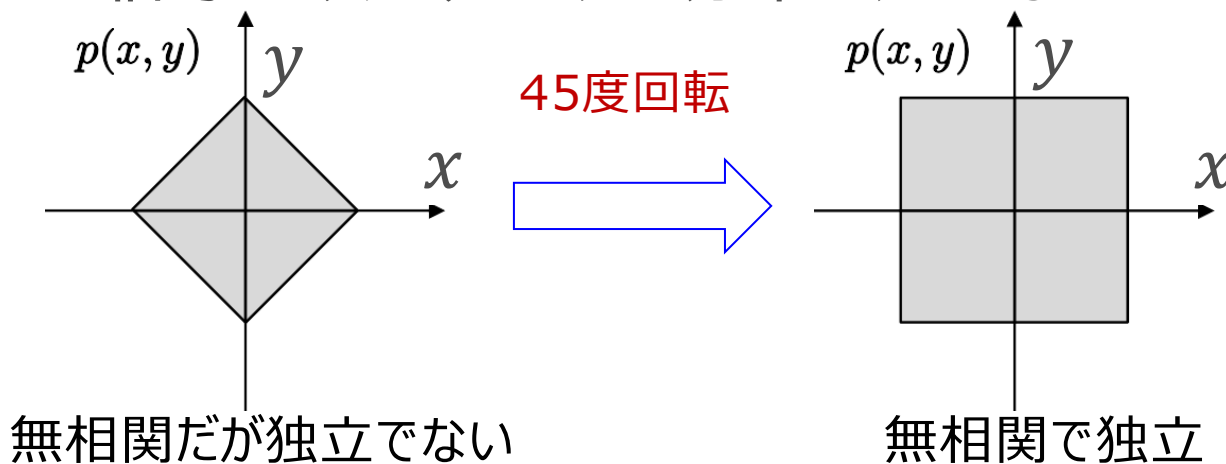 p(x, y)
y
x
45度回転
p(x, y)
y
x
無相関だが独立でない
無相関で独立